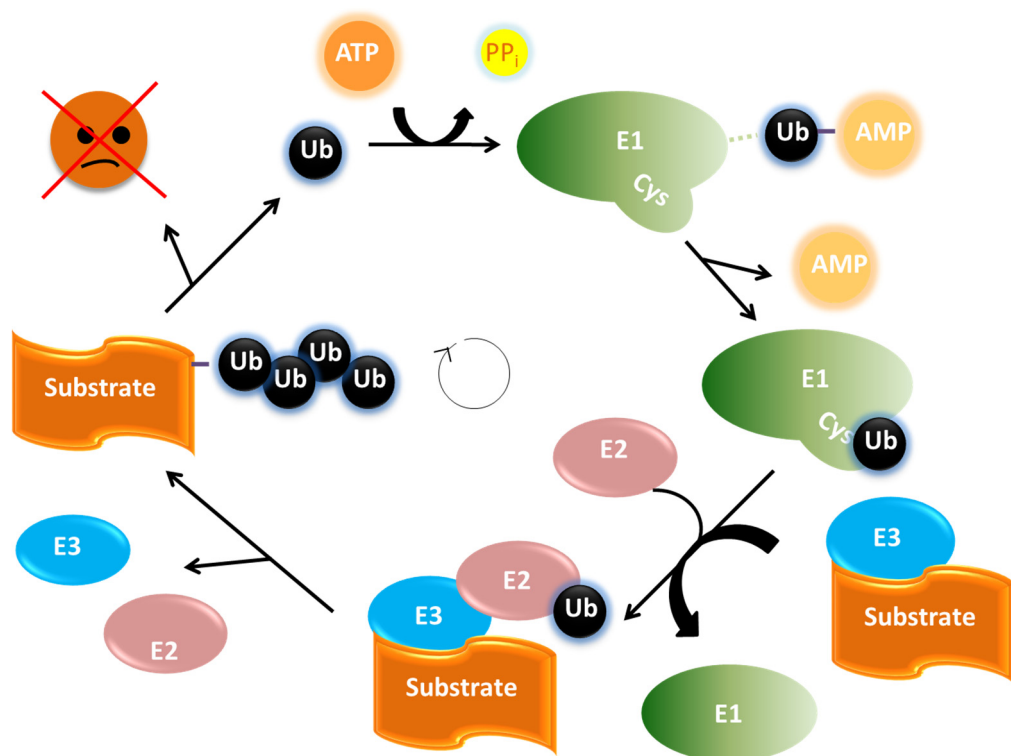 ATP
PPi
Ub
E1
Cys
Ub
AMP
AMP
E1
Cys
Ub
Substrate
Ub
Ub
Ub
Ub
E2
E3
Substrate
E3
E2
E3
E2
Ub
Substrate
E1